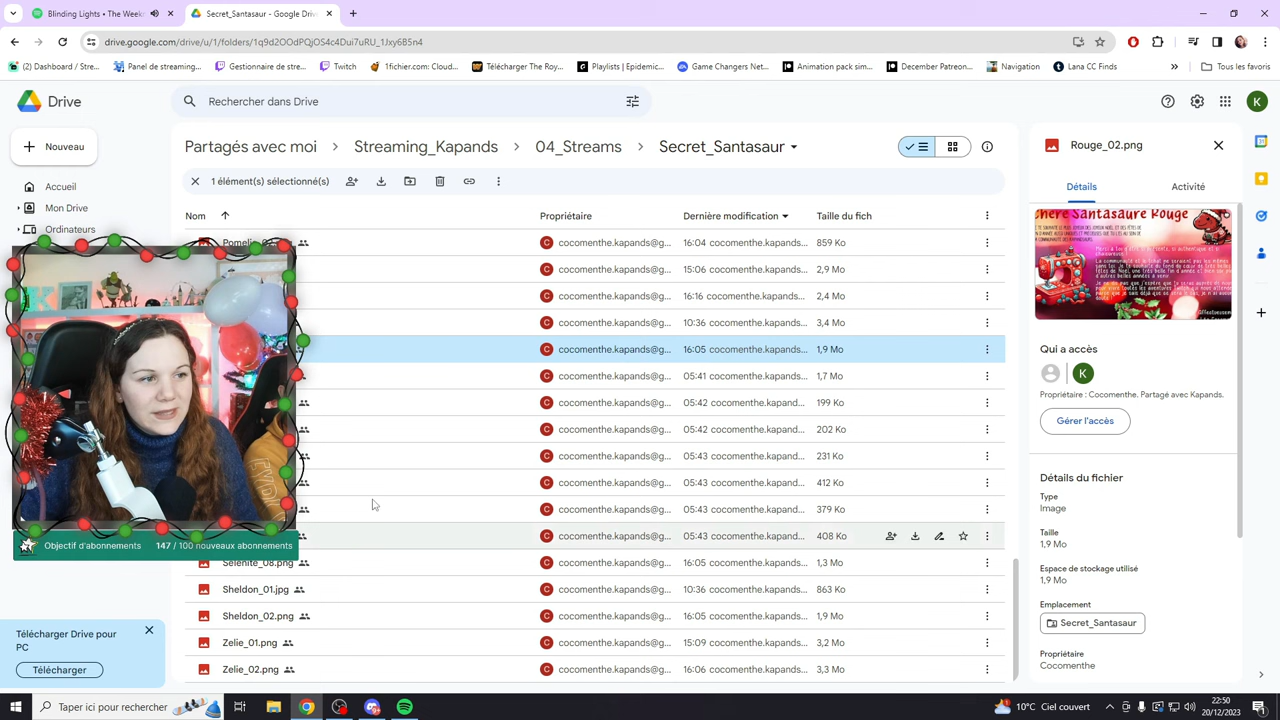 Blinding Lights • The Week
Secret_Santasaur - Google Driv
drive.google.com/drive/u/1/folders/1q9d2OOdPQjOS4c4Dui7uRU_1Jxy6B5n4
(2) Dashboard / Stre...
Panel de streaming...
Gestionnaire de stre...
Twitch
1fichier.com: Cloud...
Télécharger The Roy...
Playlists | Epidemic...
Game Changers Net...
Animation pack sim...
December Patreon...
Navigation
Lana CC Finds
Tous les favoris
Drive
Rechercher dans Drive
K
Nouveau
Accueil
Mon Drive
Ordinateurs
Partagés avec moi
Streaming_Kapands
04_Streams
Secret_Santasaur
1 élément(s) sélectionné(s)
Nom
Propriétaire
Dernière modification
Taille du fich
cocomenthe.kapands@g... 16:04 cocomenthe.kapands... 859 Ko
cocomenthe.kapands@g... 15:06 cocomenthe.kapands... 2,9 Mo
cocomenthe.kapands@g... 16:16 cocomenthe.kapands... 2,4 Mo
cocomenthe.kapands@g... 10:36 cocomenthe.kapands... 3,4 Mo
cocomenthe.kapands@g... 16:05 cocomenthe.kapands... 1,9 Mo
cocomenthe.kapands@g... 05:41 cocomenthe.kapand... 1,7 Mo
cocomenthe.kapands@g... 05:42 cocomenthe.kapand... 199 Ko
cocomenthe.kapands@g... 05:42 cocomenthe.kapand... 202 Ko
cocomenthe.kapands@g... 05:43 cocomenthe.kapand... 231 Ko
cocomenthe.kapands@g... 05:43 cocomenthe.kapand... 412 Ko
cocomenthe.kapands@g... 05:43 cocomenthe.kapand... 379 Ko
cocomenthe.kapands@g... 05:43 cocomenthe.kapand... 408 Ko
Selenite_08.png cocomenthe.kapands@g... 16:05 cocomenthe.kapands... 1,3 Mo
Sheldon_01.jpg cocomenthe.kapands@g... 10:36 cocomenthe.kapands... 863 Ko
Sheldon_02.png cocomenthe.kapands@g... 16:05 cocomenthe.kapands... 1,9 Mo
Zelie_01.png cocomenthe.kapands@g... 15:09 cocomenthe.kapands... 3,2 Mo
Zelie_02.png cocomenthe.kapands@g... 16:06 cocomenthe.kapands... 3,3 Mo
Objectif d'abonnements 147 / 100 nouveaux abonnements
Télécharger Drive pour
PC
Télécharger
Rouge_02.png
Détails
Activité
Chère Santasaure Rouge
Qui a accès
K
Propriétaire : Cocomenthe. Partagé avec Kapands.
Gérer l'accès
Détails du fichier
Type
Image
Taille
1,9 Mo
Espace de stockage utilisé
1,9 Mo
Emplacement
Secret_Santasaur
Propriétaire
Cocomenthe
Taper ici pour rechercher
10°C Ciel couvert
22:50
20/12/2023